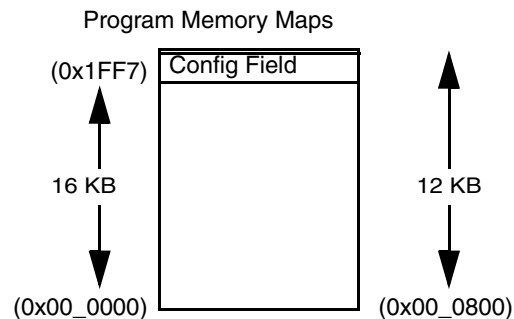 Program Memory Maps
(0x1FF7) Config Field
16 KB 12 KB
(0x00_0000) (0x00_0800)